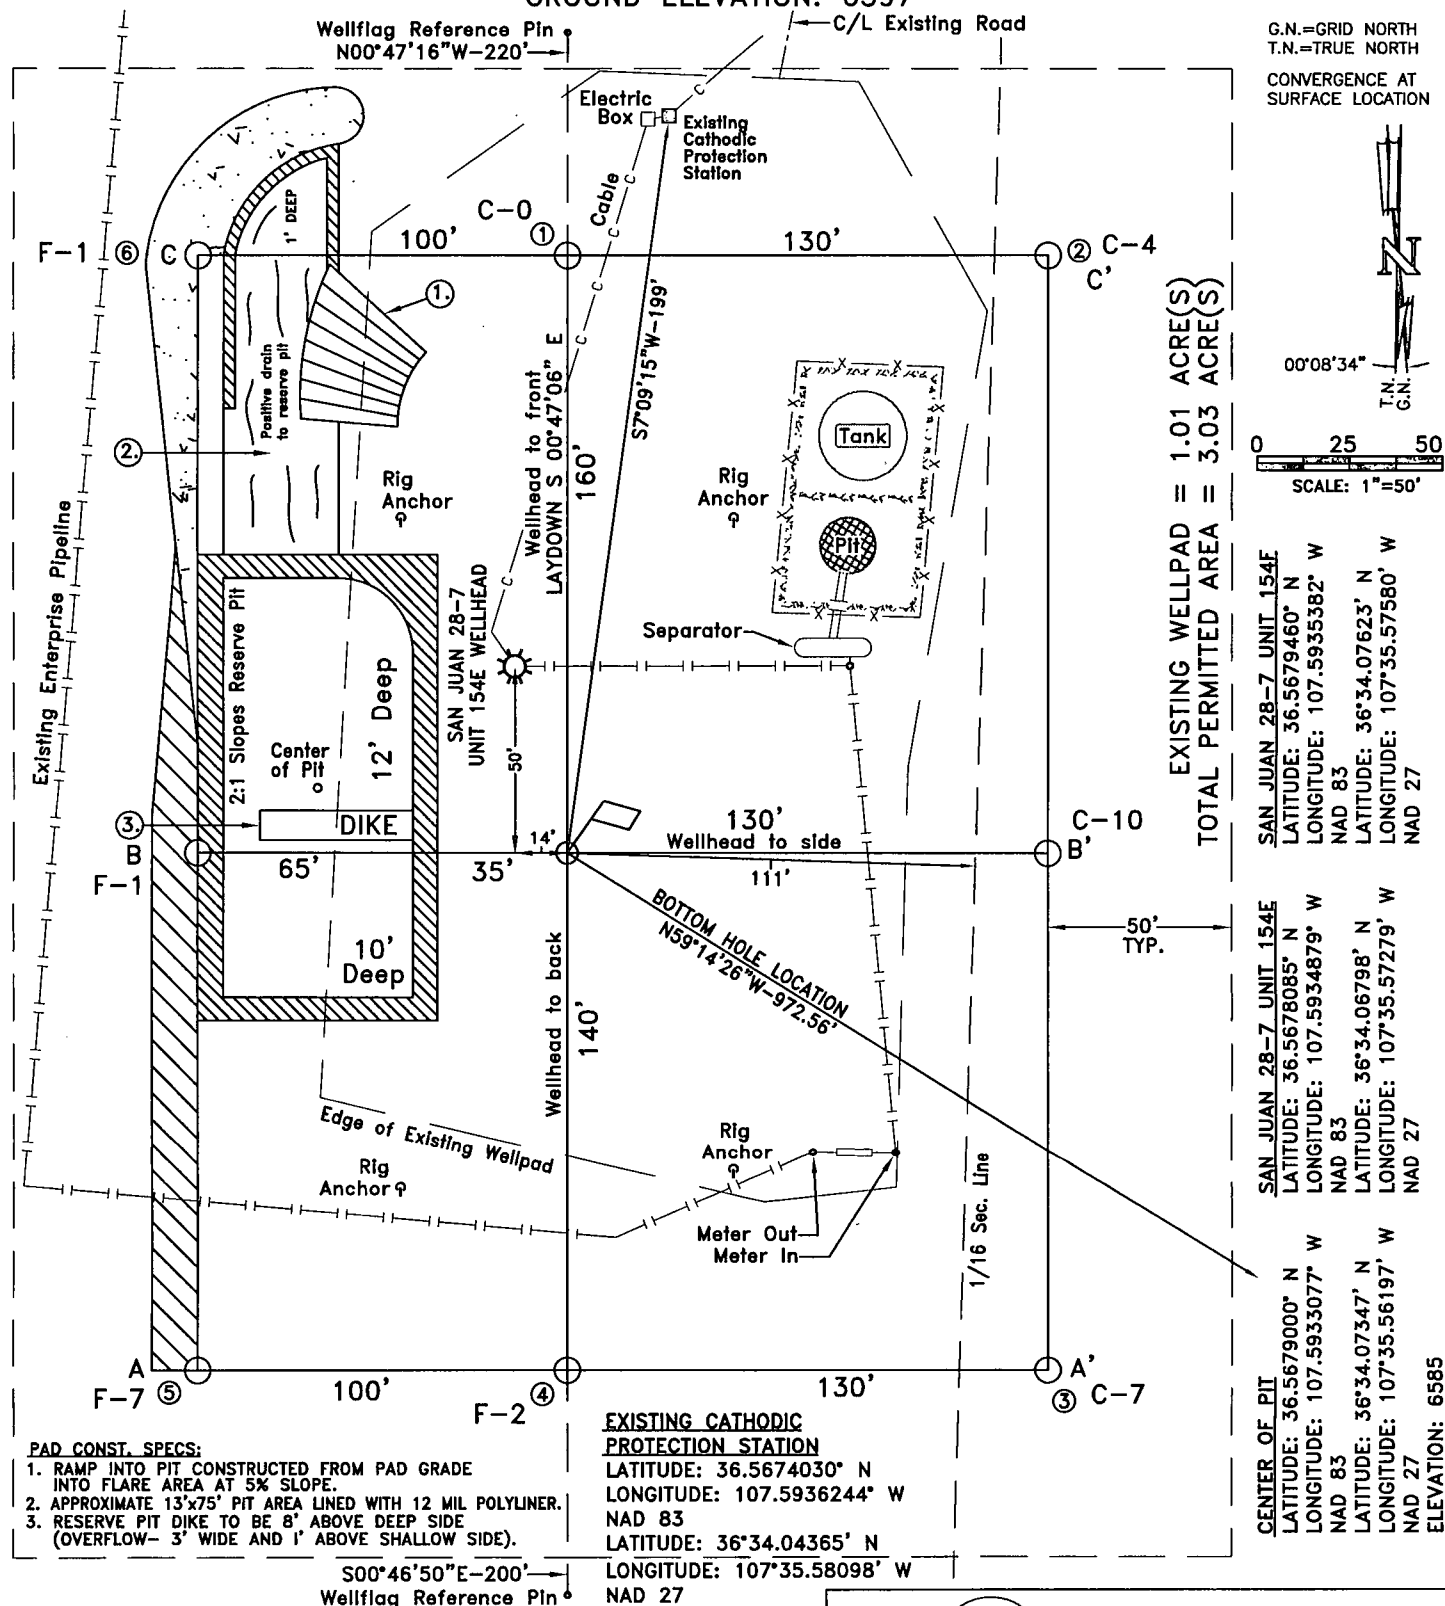 Wellflag Reference Pin
N00°47'16"W-220'
C/L Existing Road
G.N.=GRID NORTH
T.N.=TRUE NORTH
CONVERGENCE AT
SURFACE LOCATION
N
00°08'34"
T.N.
G.N.
0 25 50
SCALE: 1"=50'
Electric
Box
Existing
Cathodic
Protection
Station
Cable
C
C
C
C
C
C
C
1' DEEP
C-0
①
100'
130'
② C-4
C'
F-1 ⑥ C
1.
2.
Positive drain
to reserve pit
Existing Enterprise Pipeline
Rig
Anchor
Wellhead to front
LAYDOWN S 00°47'06" E
160'
S7°09'15"W-199'
Rig
Anchor
Tank
Pit
Separator
EXISTING WELLPAD = 1.01 ACRE(S)
TOTAL PERMITTED AREA = 3.03 ACRE(S)
SAN JUAN 28-7
UNIT 154E WELLHEAD
2:1 Slopes Reserve Pit
12' Deep
Center
of Pit
50'
3.
DIKE
B
F-1
65'
35'
14'
130'
Wellhead to side
111'
C-10
B'
50'
TYP.
10'
Deep
BOTTOM HOLE LOCATION
N59°14'26"W-972.56'
Wellhead to back
140'
Edge of Existing Wellpad
Rig
Anchor
Rig
Anchor
Meter Out
Meter In
1/16 Sec. Line
A
F-7 ⑤
100'
F-2 ④
130'
A'
③ C-7
SAN JUAN 28-7 UNIT 154F
LATITUDE: 36.5679460° N
LONGITUDE: 107.5935382° W
NAD 83
LATITUDE: 36°34.07623' N
LONGITUDE: 107°35.57580' W
NAD 27
SAN JUAN 28-7 UNIT 154E
LATITUDE: 36.5678085° N
LONGITUDE: 107.5934879° W
NAD 83
LATITUDE: 36°34.06798' N
LONGITUDE: 107°35.57279' W
NAD 27
CENTER OF PIT
LATITUDE: 36.5679000° N
LONGITUDE: 107.5933077° W
NAD 83
LATITUDE: 36°34.07347' N
LONGITUDE: 107°35.56197' W
NAD 27
ELEVATION: 6585
PAD CONST. SPECS:
1. RAMP INTO PIT CONSTRUCTED FROM PAD GRADE
INTO FLARE AREA AT 5% SLOPE.
2. APPROXIMATE 13'x75' PIT AREA LINED WITH 12 MIL POLYLINER.
3. RESERVE PIT DIKE TO BE 8' ABOVE DEEP SIDE
(OVERFLOW- 3' WIDE AND 1' ABOVE SHALLOW SIDE).
EXISTING CATHODIC
PROTECTION STATION
LATITUDE: 36.5674030° N
LONGITUDE: 107.5936244° W
NAD 83
LATITUDE: 36°34.04365' N
LONGITUDE: 107°35.58098' W
NAD 27
S00°46'50"E-200'
Wellflag Reference Pin